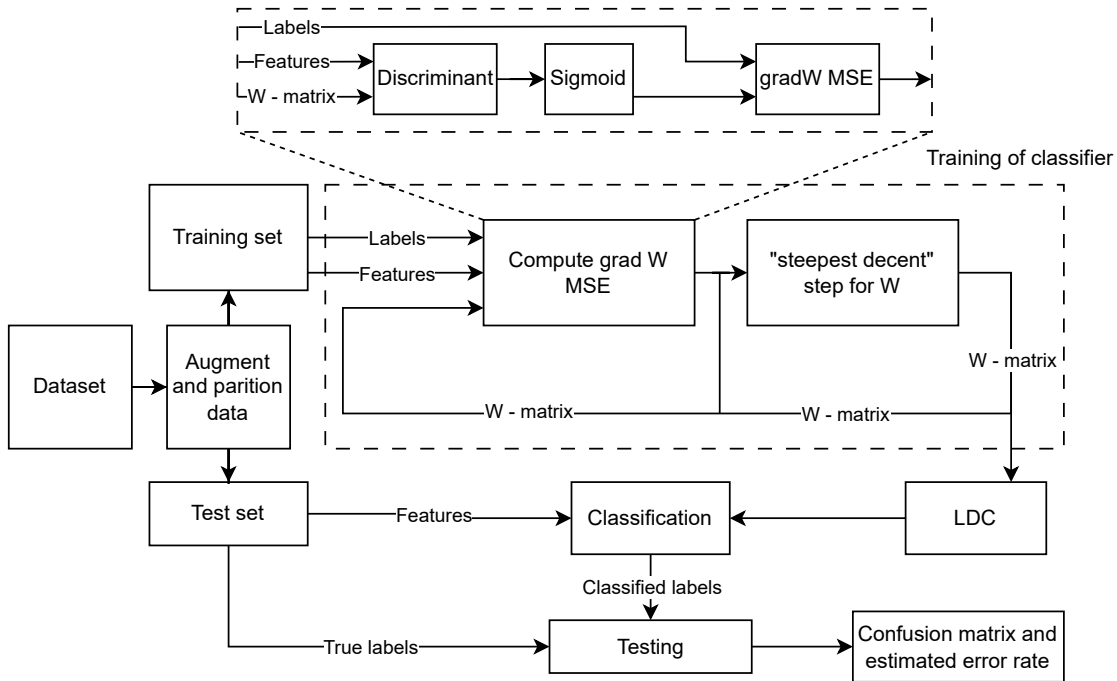 Labels
Features
W - matrix
Discriminant
Sigmoid
gradW MSE
Training of classifier
Training set
Labels
Features
Compute grad W
MSE
"steepest decent"
step for W
Dataset
Augment
and parition
data
W - matrix
W - matrix
W - matrix
Test set
Features
Classification
LDC
Classified labels
True labels
Testing
Confusion matrix and
estimated error rate